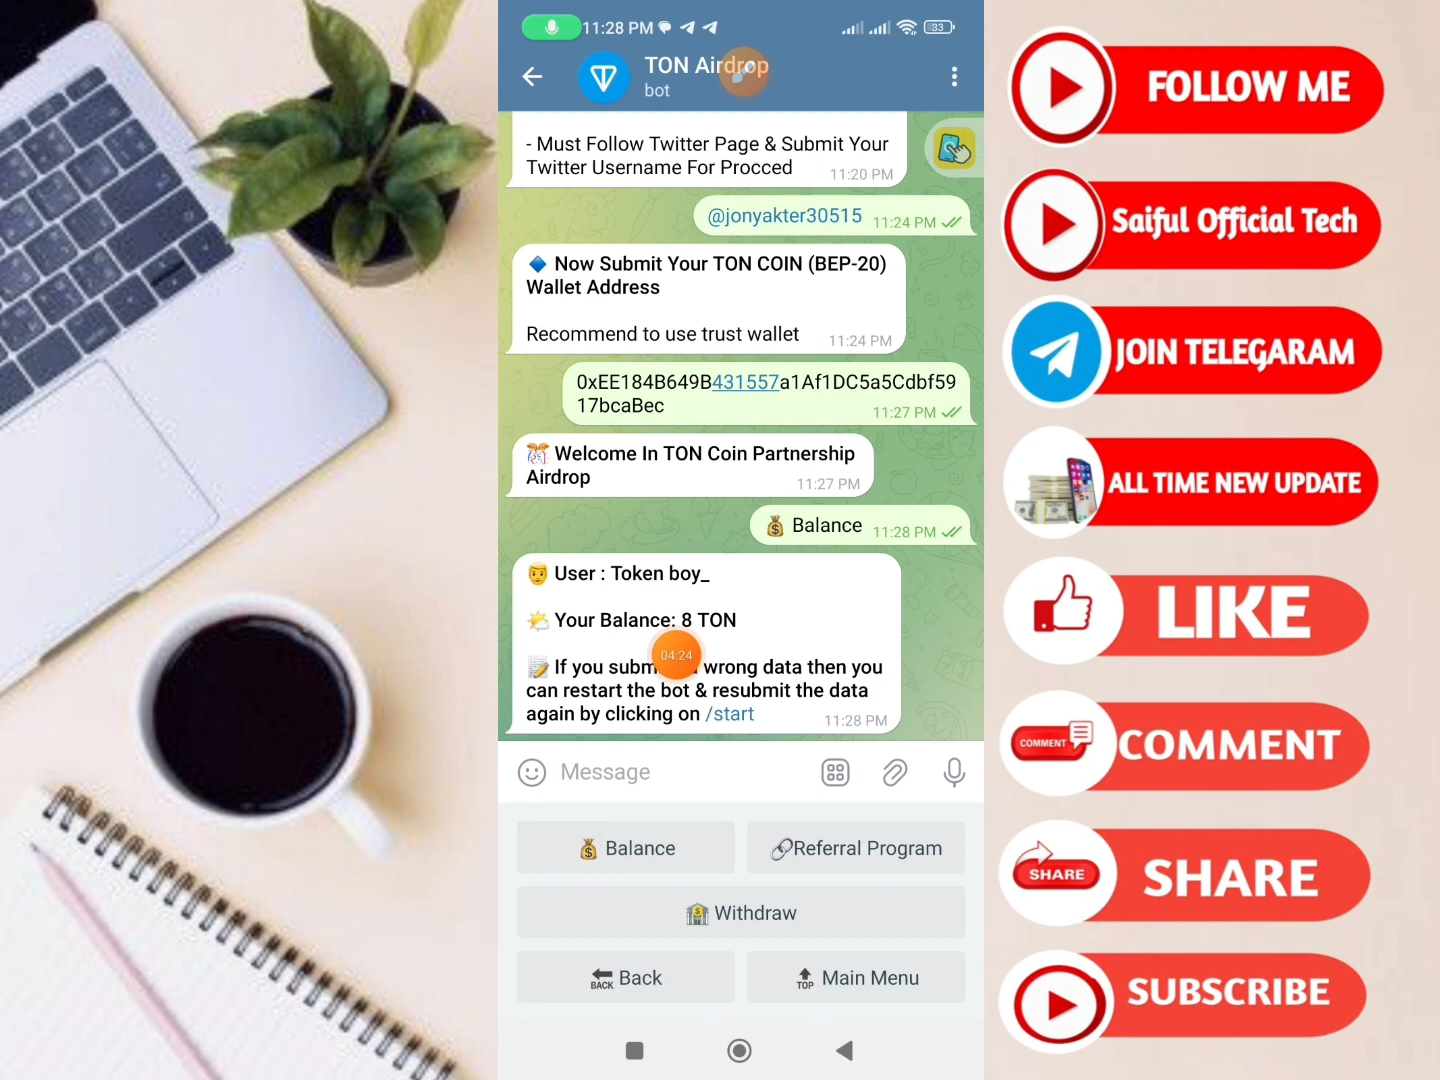 11:28 PM
33
TON Airdrop
bot
- Must Follow Twitter Page & Submit Your
Twitter Username For Procced
11:20 PM
@jonyakter30515
11:24 PM
Now Submit Your TON COIN (BEP-20)
Wallet Address
Recommend to use trust wallet
11:24 PM
0xEE184B649B431557a1Af1DC5a5Cdbf59
17bcaBec
11:27 PM
Welcome In TON Coin Partnership
Airdrop
11:27 PM
Balance
11:28 PM
User : Token boy_
Your Balance: 8 TON
04:24
If you subm wrong data then you
can restart the bot & resubmit the data
again by clicking on /start
11:28 PM
Message
Balance
Referral Program
Withdraw
BACK Back
TOP Main Menu
FOLLOW ME
Saiful Official Tech
JOIN TELEGARAM
ALL TIME NEW UPDATE
LIKE
COMMENT
COMMENT
SHARE
SHARE
SUBSCRIBE